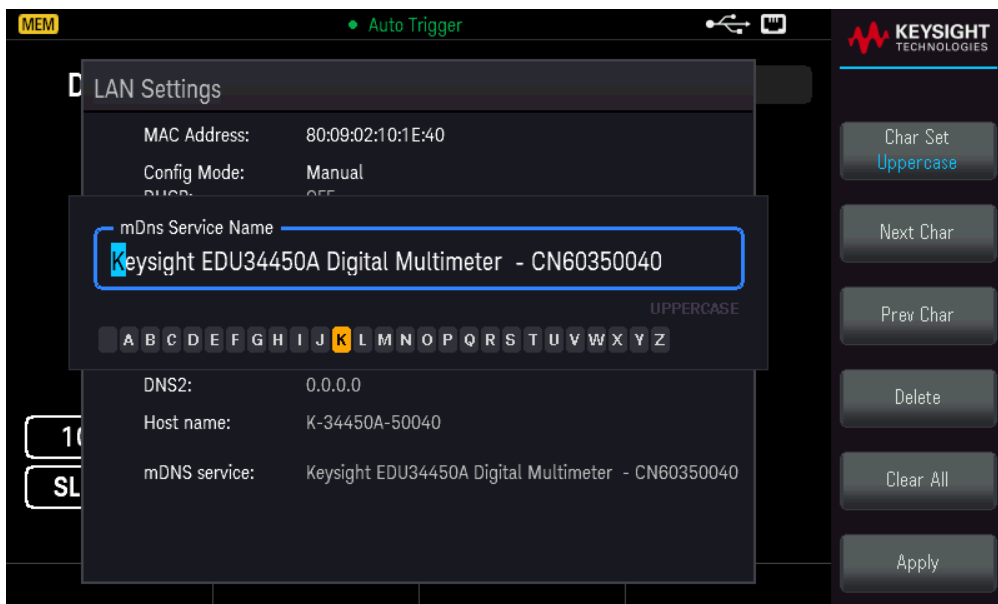 MEM
Auto Trigger
KEYSIGHT
TECHNOLOGIES
D
LAN Settings
MAC Address: 80:09:02:10:1E:40
Config Mode: Manual
mDns Service Name
Keysight EDU34450A Digital Multimeter - CN60350040
UPPERCASE
A B C D E F G H I J K L M N O P Q R S T U V W X Y Z
DNS2: 0.0.0.0
Host name: K-34450A-50040
mDNS service: Keysight EDU34450A Digital Multimeter - CN60350040
10
SL
Char Set
Uppercase
Next Char
Prev Char
Delete
Clear All
Apply